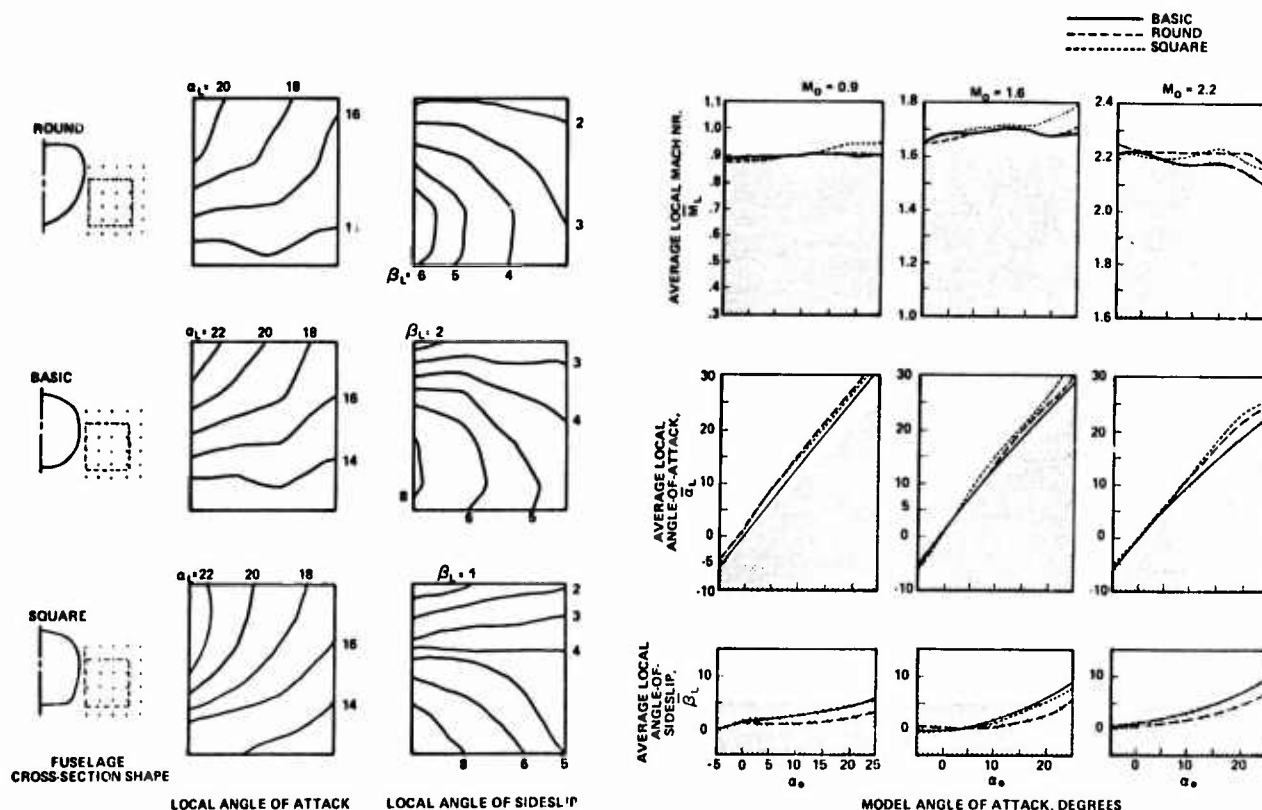 BASIC
ROUND
SQUARE
αL= 20 18
16
ROUND
2
3
βL= 6 5 4
αL= 22 20 18
BASIC
16
14
βL= 2
3
4
8
6 5
αL= 22 20 18
SQUARE
16
14
βL= 1
2
3
4
8 6 5
FUSELAGE
CROSS-SECTION SHAPE
LOCAL ANGLE OF ATTACK
LOCAL ANGLE OF SIDESLIP
M₀ = 0.9
M₀ = 1.6
M₀ = 2.2
AVERAGE LOCAL MACH NR.
M̅L
1.1
1.0
.9
.8
.7
.6
.5
.4
.3
1.8
1.6
1.4
1.2
1.0
2.4
2.2
2.0
1.8
1.6
AVERAGE LOCAL
ANGLE-OF-ATTACK,
α̅L
30
20
10
0
-5
-10
30
20
10
5
0
-10
30
20
10
0
-10
AVERAGE LOCAL
ANGLE-OF-
SIDESLIP,
β̅L
10
0
10
0
10
0
-5 0 5 10 15 20 25
0 10 20
0 10 20
α₀
α₀
α₀
MODEL ANGLE OF ATTACK, DEGREES